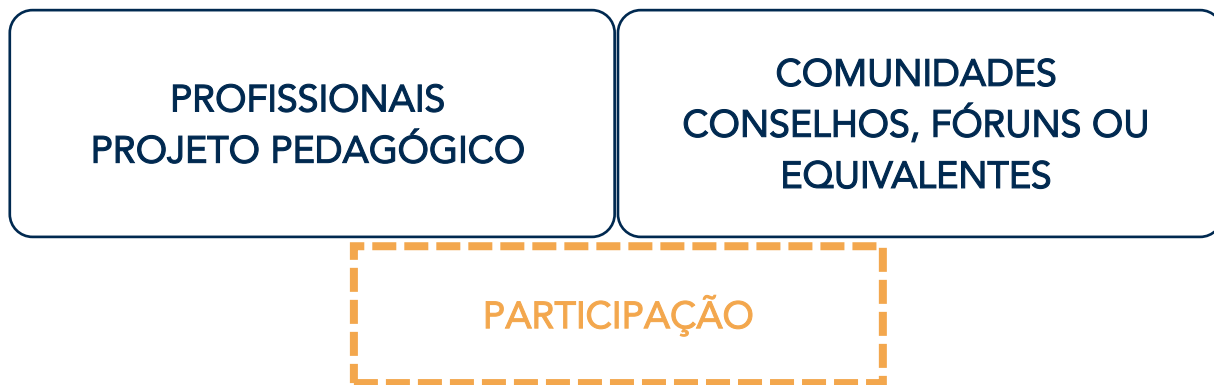 PROFISSIONAIS
PROJETO PEDAGÓGICO
COMUNIDADES
CONSELHOS, FÓRUNS OU
EQUIVALENTES
PARTICIPAÇÃO